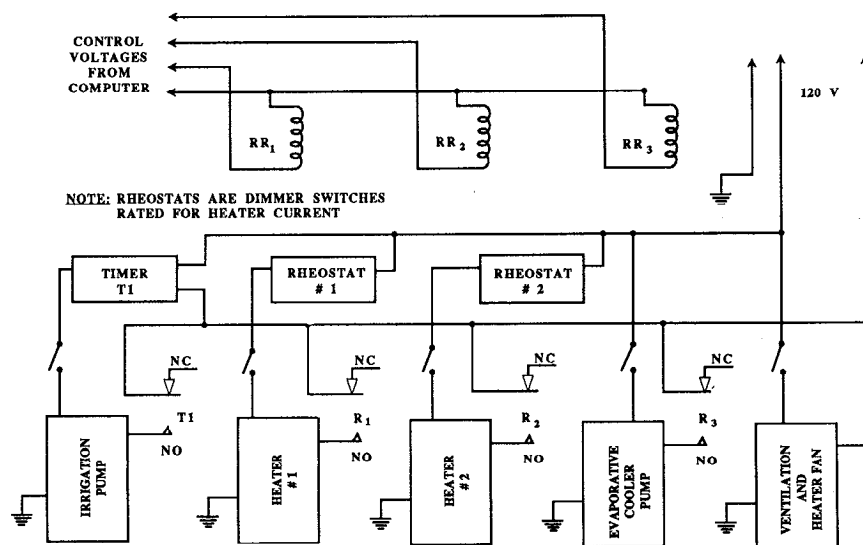 CONTROL
VOLTAGES
FROM
COMPUTER
120 V
RR1
RR2
RR3
NOTE: RHEOSTATS ARE DIMMER SWITCHES
RATED FOR HEATER CURRENT
TIMER
T1
RHEOSTAT
# 1
RHEOSTAT
# 2
NC
NC
NC
NC
T1
R1
R2
R3
NO
NO
NO
NO
IRRIGATION
PUMP
HEATER
#1
HEATER
#2
EVAPORATIVE
COOLER
PUMP
VENTILATION
AND
HEATER FAN